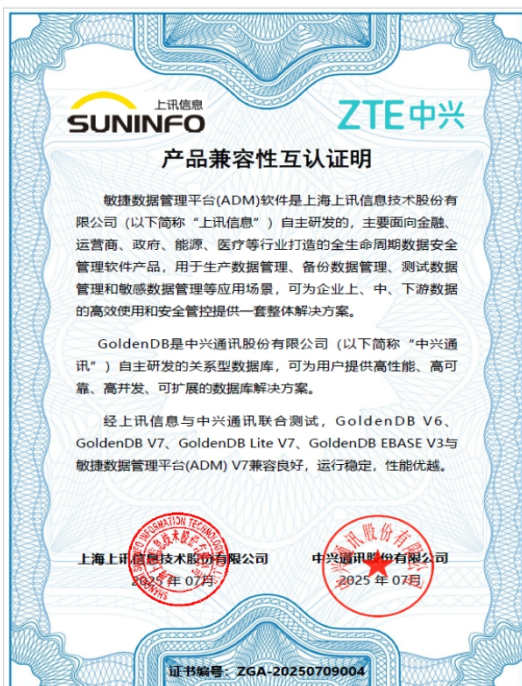 上讯信息
SUNINFO
ZTE中兴
产品兼容性互认证明
敏捷数据管理平台(ADM)软件是上海上讯信息技术股份有
限公司（以下简称“上讯信息”）自主研发的，主要面向金融、
运营商、政府、能源、医疗等行业打造的全生命周期数据安全
管理软件产品，用于生产数据管理、备份数据管理、测试数据
管理和敏感数据管理等应用场景，可为企业上、中、下游数据
的高效使用和安全管控提供一套整体解决方案。
GoldenDB是中兴通讯股份有限公司（以下简称“中兴通
讯”）自主研发的关系型数据库，可为用户提供高性能、高可
靠、高并发、可扩展的数据库解决方案。
经上讯信息与中兴通讯联合测试，GoldenDB V6、
GoldenDB V7、GoldenDB Lite V7、GoldenDB EBASE V3与
敏捷数据管理平台(ADM) V7兼容良好，运行稳定，性能优越。
上海上讯信息技术股份有限公司
2025 年 07月
中兴通讯股份有限公司
2025 年 07月
证书编号：ZGA-20250709004